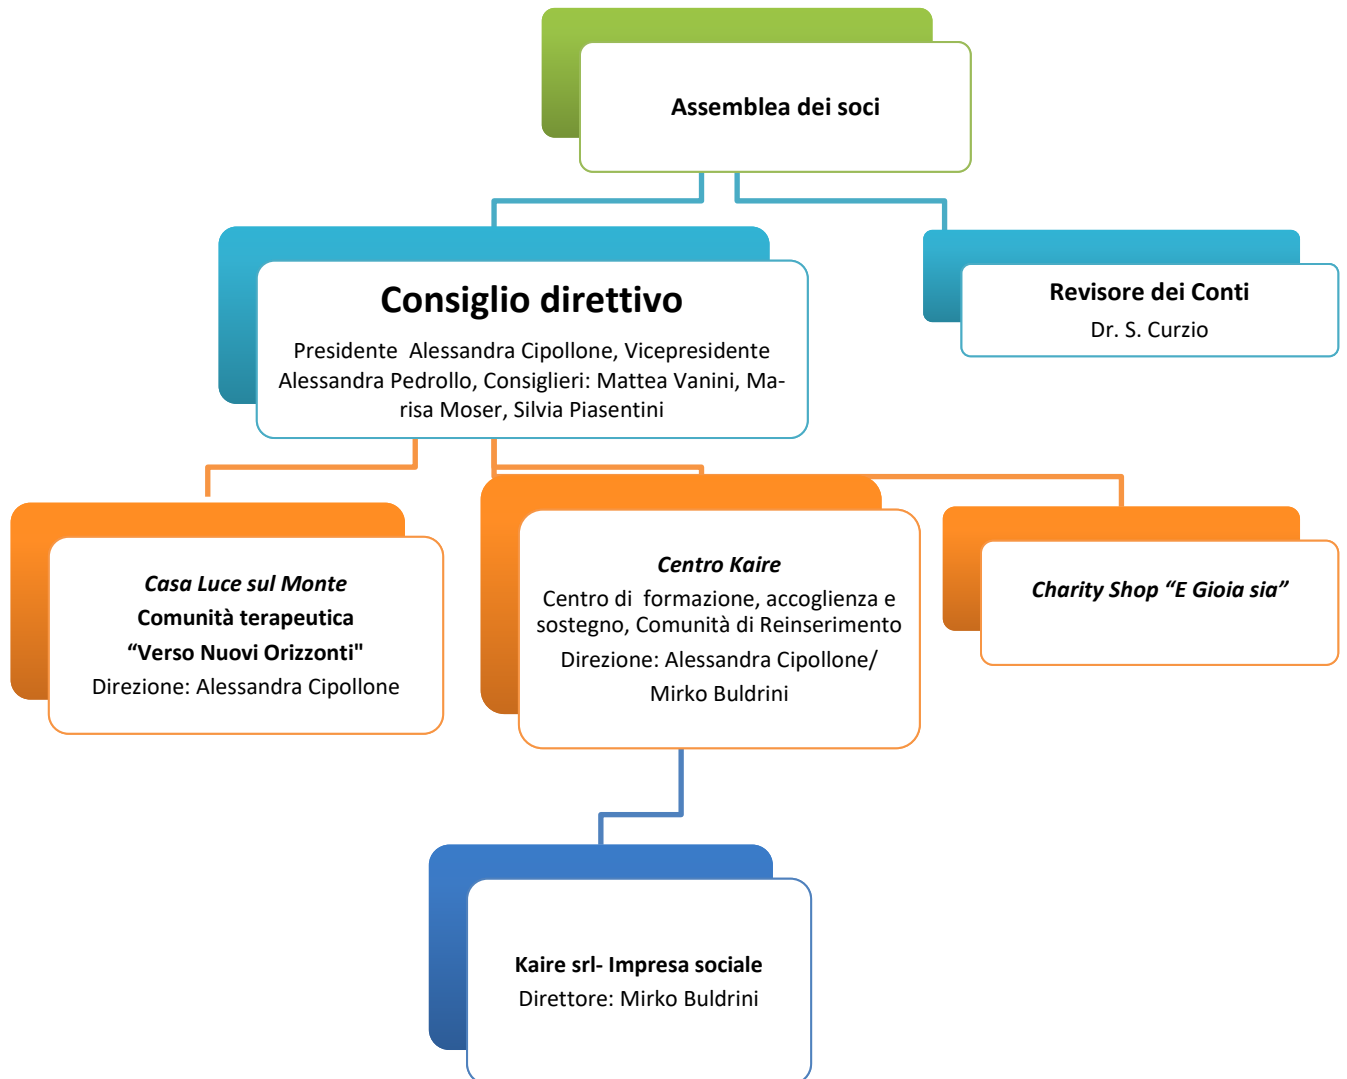 Assemblea dei soci
Consiglio direttivo
Presidente  Alessandra Cipollone, Vicepresidente
Alessandra Pedrollo, Consiglieri: Mattea Vanini, Ma-
risa Moser, Silvia Piasentini
Revisore dei Conti
Dr. S. Curzio
Casa Luce sul Monte
Comunità terapeutica
“Verso Nuovi Orizzonti"
Direzione: Alessandra Cipollone
Centro Kaire
Centro di  formazione, accoglienza e
sostegno, Comunità di Reinserimento
Direzione: Alessandra Cipollone/
Mirko Buldrini
Charity Shop “E Gioia sia”
Kaire srl- Impresa sociale
Direttore: Mirko Buldrini